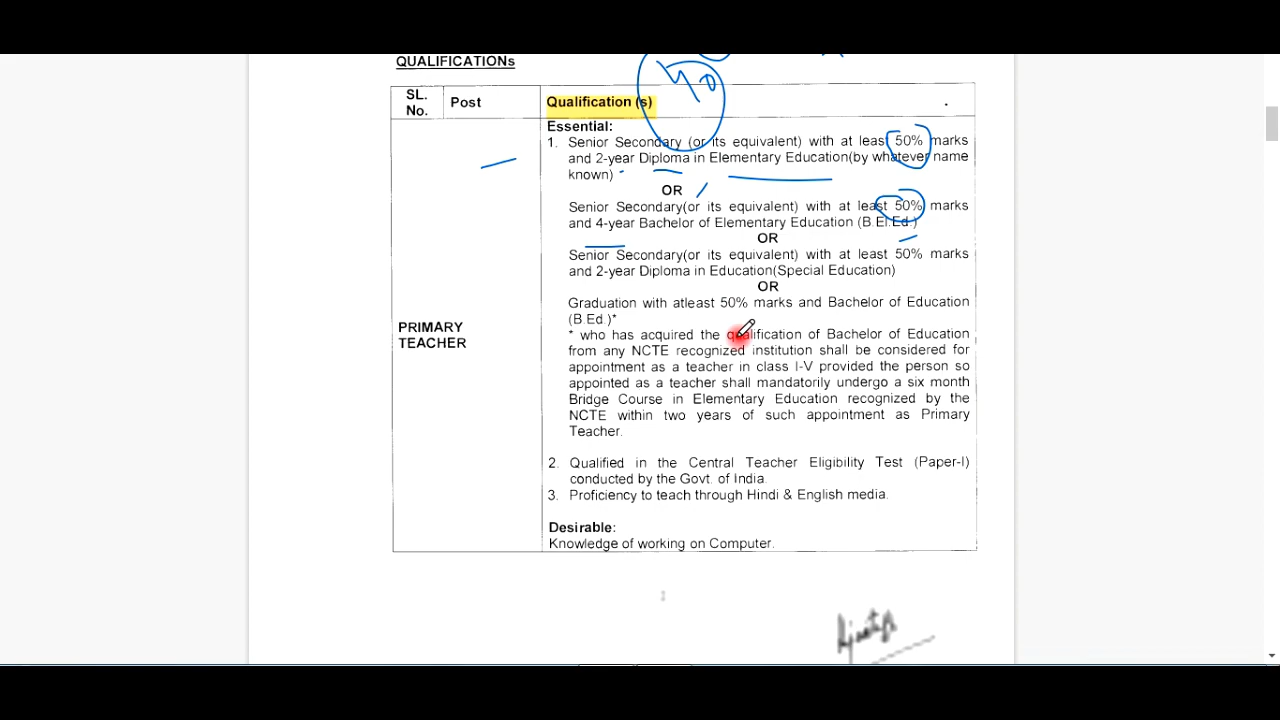 QUALIFICATIONs
SL. No.
Post
Qualification (s)
40
Essential:
1. Senior Secondary (or its equivalent) with at least 50% marks
and 2-year Diploma in Elementary Education(by whatever name
known)
OR
Senior Secondary(or its equivalent) with at least 50% marks
and 4-year Bachelor of Elementary Education (B.El.Ed.)
OR
Senior Secondary(or its equivalent) with at least 50% marks
and 2-year Diploma in Education(Special Education)
OR
Graduation with atleast 50% marks and Bachelor of Education
(B.Ed.)*
PRIMARY
TEACHER
* who has acquired the qualification of Bachelor of Education
from any NCTE recognized institution shall be considered for
appointment as a teacher in class I-V provided the person so
appointed as a teacher shall mandatorily undergo a six month
Bridge Course in Elementary Education recognized by the
NCTE within two years of such appointment as Primary
Teacher.
2. Qualified in the Central Teacher Eligibility Test (Paper-I)
conducted by the Govt. of India.
3. Proficiency to teach through Hindi & English media.
Desirable:
Knowledge of working on Computer.